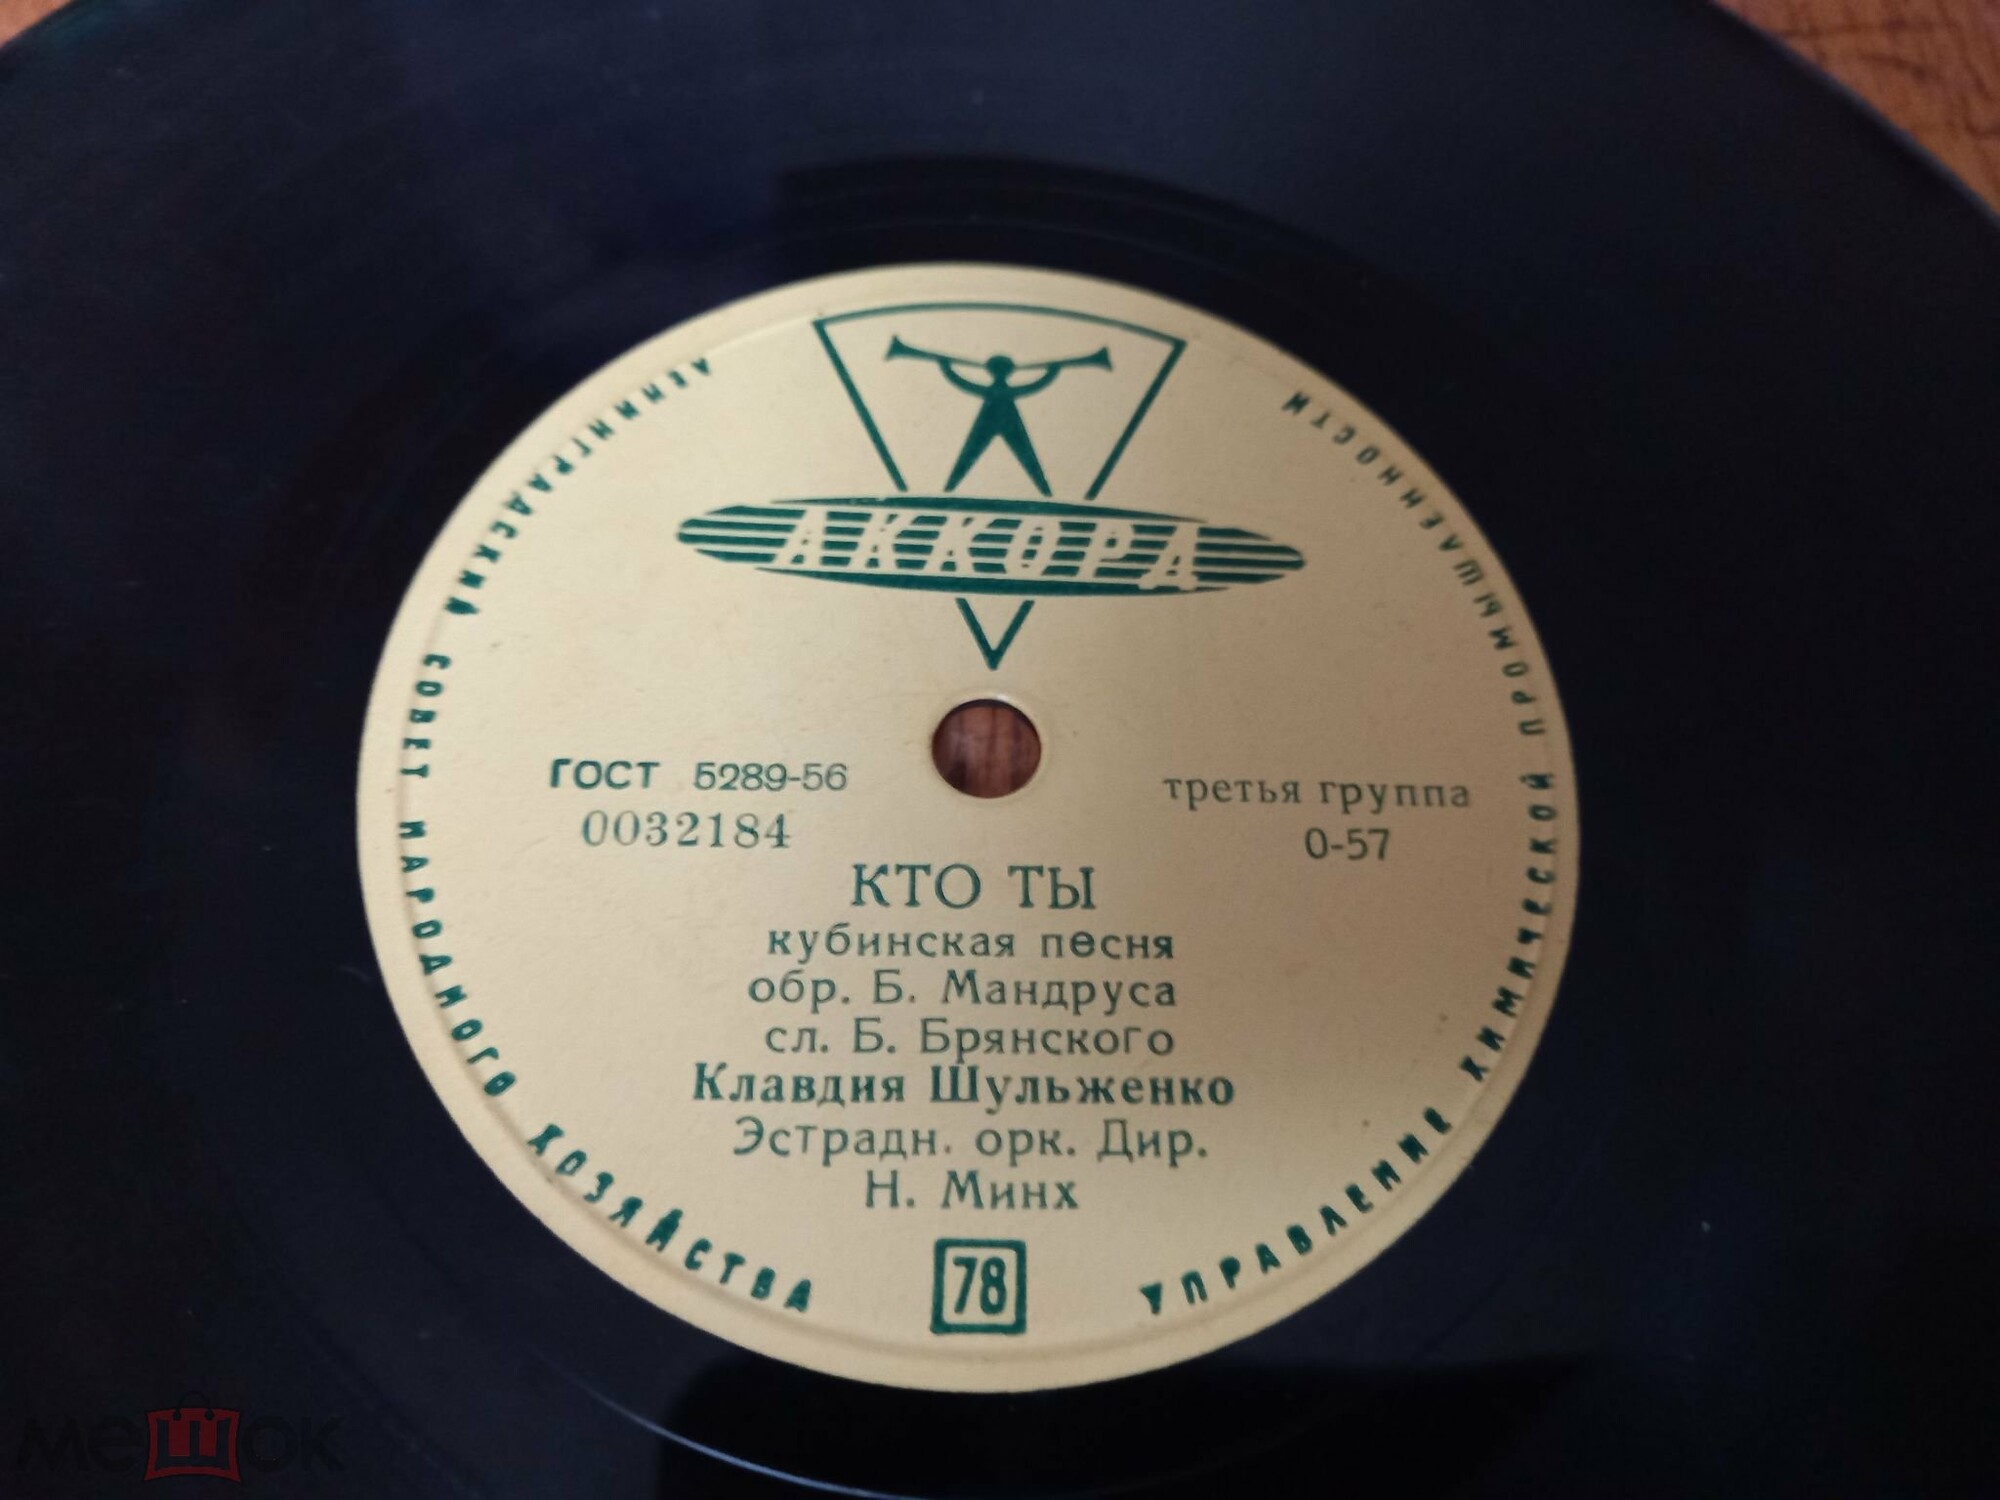 АККОРД
ЛЕНИНГРАДСКИЙ СОВЕТ НАРОДНОГО ХОЗЯЙСТВА
УПРАВЛЕНИЕ ХИМИЧЕСКОЙ ПРОМЫШЛЕННОСТИ
ГОСТ 5289-56
0032184
третья группа
0-57
КТО ТЫ
кубинская песня
обр. Б. Мандруса
сл. Б. Брянского
Клавдия Шульженко
Эстрадн. орк. Дир.
Н. Минх
78
мешок